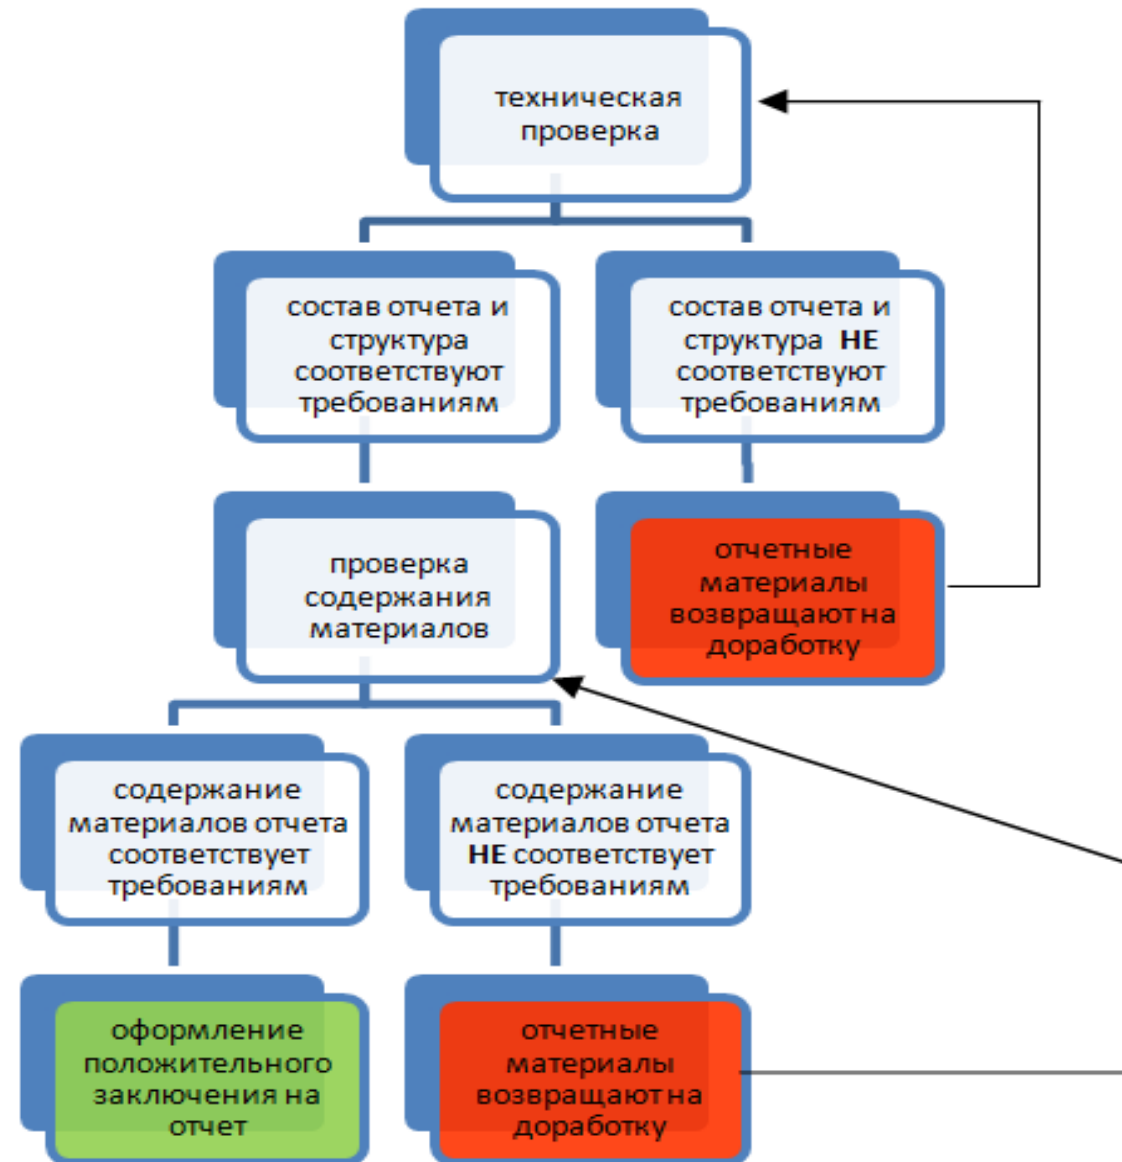 техническая
проверка
состав отчета и
структура
соответствуют
требованиям
состав отчета и
структура НЕ
соответствуют
требованиям
проверка
содержания
материалов
отчетные
материалы
возвращают на
доработку
содержание
материалов отчета
соответствует
требованиям
содержание
материалов отчета
НЕ соответствует
требованиям
оформление
положительного
заключения на
отчет
отчетные
материалы
возвращают на
доработку